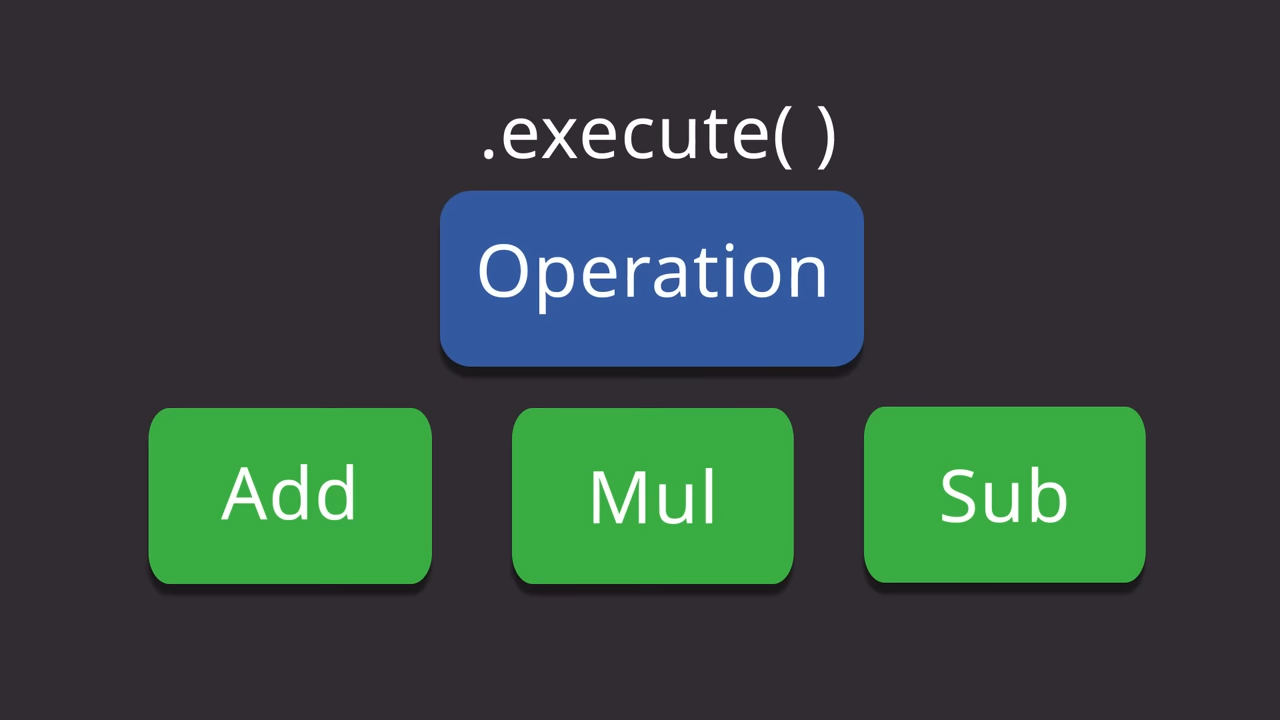 .execute( )
Operation
Add
Mul
Sub